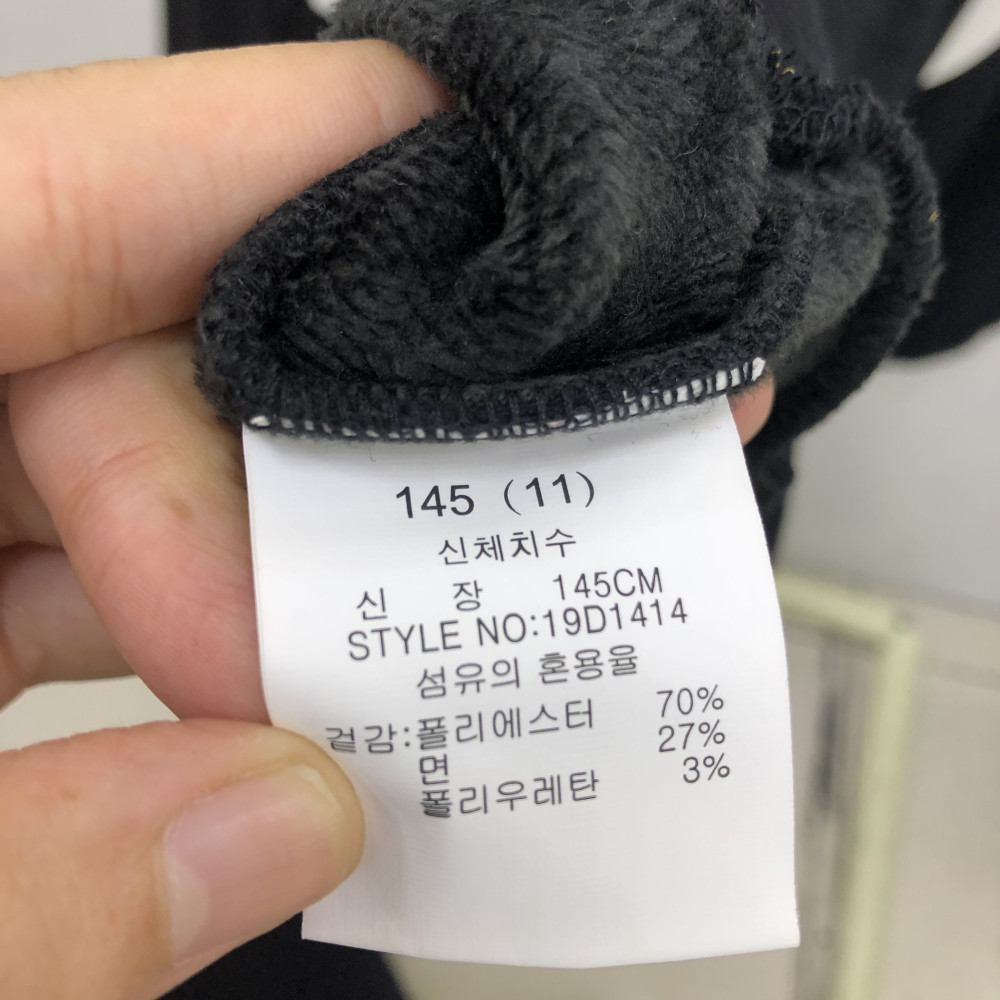 145 (11)
신체치수
신 장 145CM
STYLE NO:19D1414
섬유의 혼용율
겉감:폴리에스터 70%
면 27%
폴리우레탄 3%